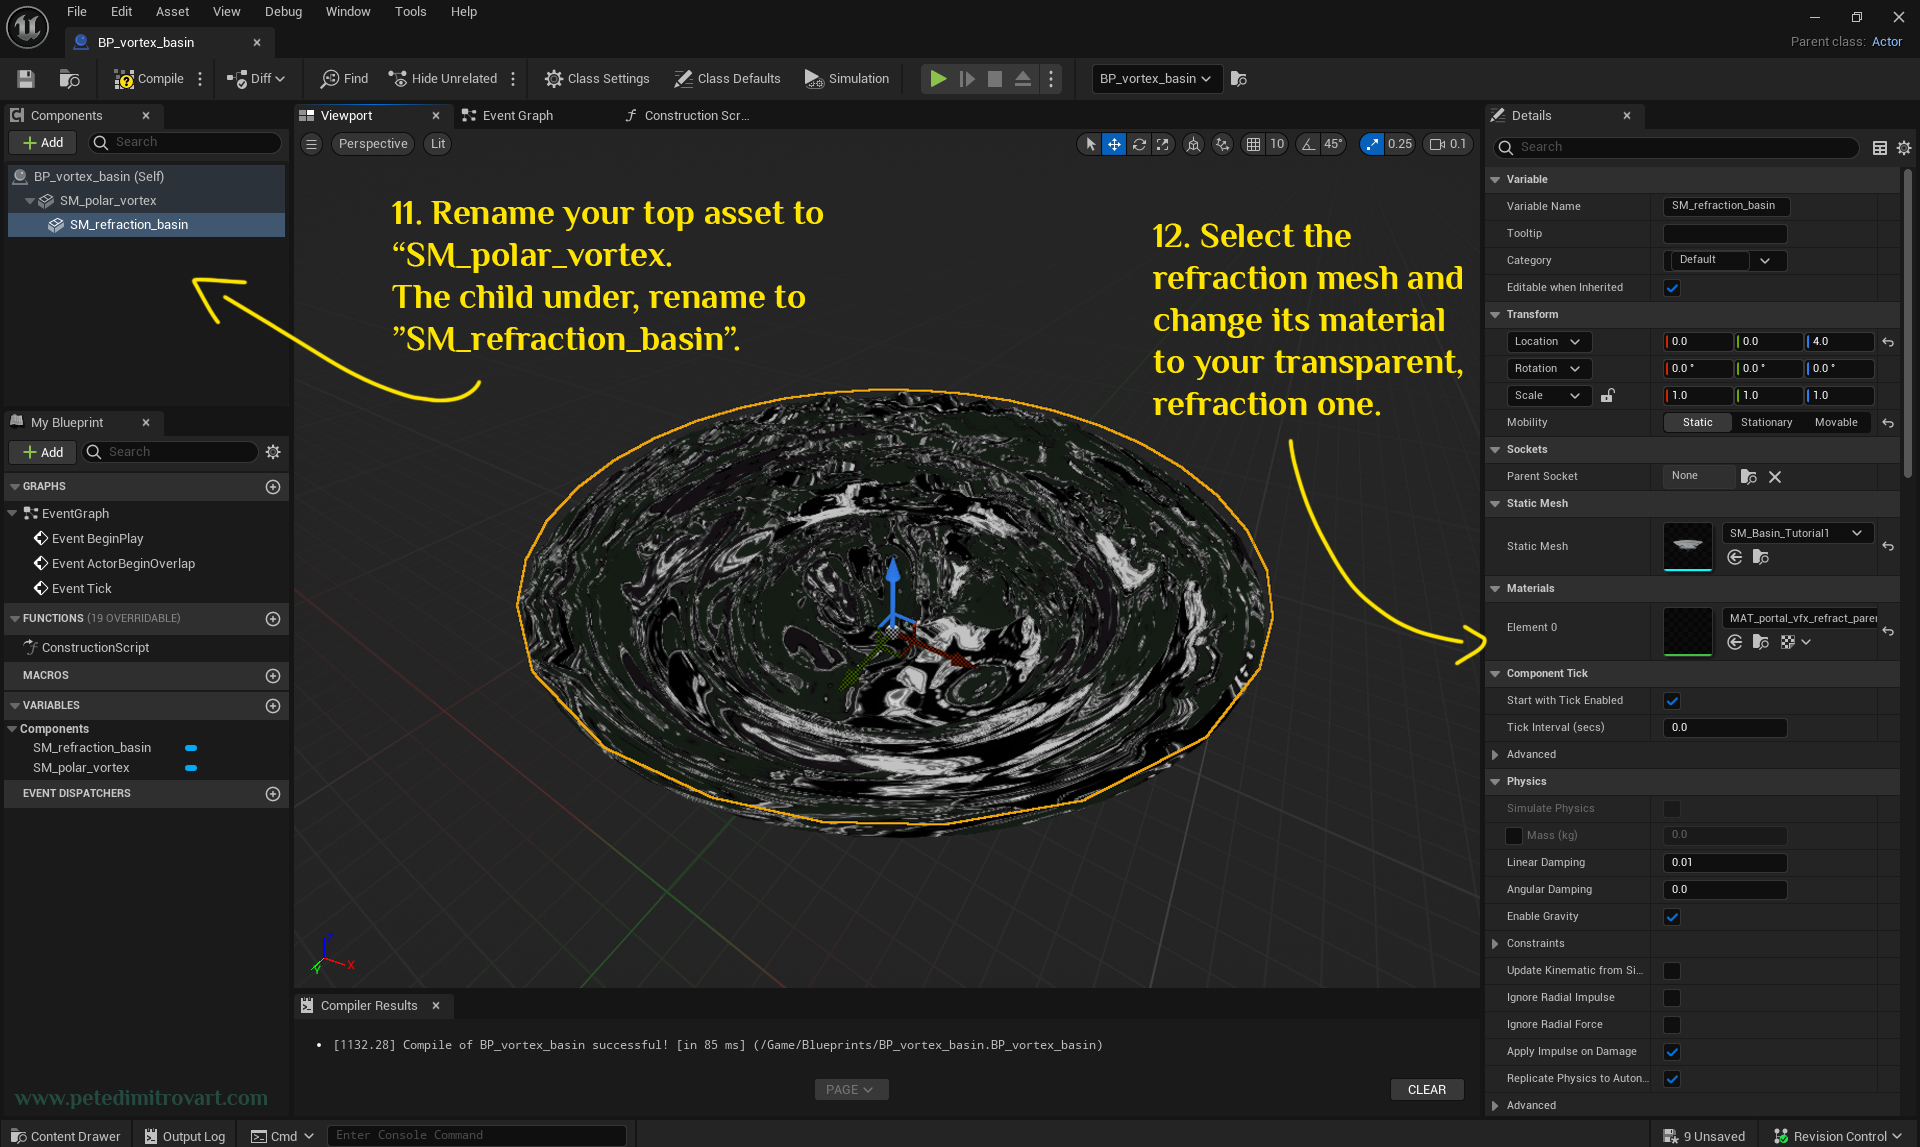 File Edit Asset View Debug Window Tools Help
BP_vortex_basin
Parent class: Actor
Compile Diff Find Hide Unrelated Class Settings Class Defaults Simulation BP_vortex_basin
Components
Add Search
BP_vortex_basin (Self)
SM_polar_vortex
SM_refraction_basin
My Blueprint
Add Search
GRAPHS
EventGraph
Event BeginPlay
Event ActorBeginOverlap
Event Tick
FUNCTIONS (19 OVERRIDABLE)
ConstructionScript
MACROS
VARIABLES
Components
SM_refraction_basin
SM_polar_vortex
EVENT DISPATCHERS
www.petedimitrovart.com
Viewport Event Graph Construction Scr...
Perspective Lit 10 45° 0.25 0.1
11. Rename your top asset to
“SM_polar_vortex.
The child under, rename to
”SM_refraction_basin”.
12. Select the
refraction mesh and
change its material
to your transparent,
refraction one.
Z
Y X
Compiler Results
[1132.28] Compile of BP_vortex_basin successful! [in 85 ms] (/Game/Blueprints/BP_vortex_basin.BP_vortex_basin)
PAGE CLEAR
Details
Search
Variable
Variable Name SM_refraction_basin
Tooltip
Category Default
Editable when Inherited
Transform
Location 0.0 0.0 4.0
Rotation 0.0 ° 0.0 ° 0.0 °
Scale 1.0 1.0 1.0
Mobility Static Stationary Movable
Sockets
Parent Socket None
Static Mesh
Static Mesh SM_Basin_Tutorial1
Materials
Element 0 MAT_portal_vfx_refract_parer
Component Tick
Start with Tick Enabled
Tick Interval (secs) 0.0
Advanced
Physics
Simulate Physics
Mass (kg) 0.0
Linear Damping 0.01
Angular Damping 0.0
Enable Gravity
Constraints
Update Kinematic from Si...
Ignore Radial Impulse
Ignore Radial Force
Apply Impulse on Damage
Replicate Physics to Auton...
Advanced
Content Drawer Output Log Cmd Enter Console Command 9 Unsaved Revision Control